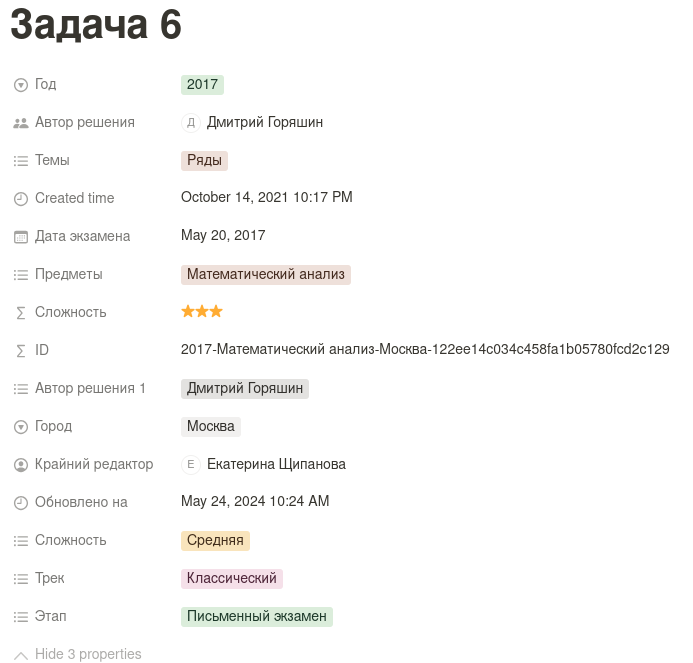 Задача 6
Год 2017
Автор решения Д Дмитрий Горяшин
Темы Ряды
Created time October 14, 2021 10:17 PM
Дата экзамена May 20, 2017
Предметы Математический анализ
Сложность ⭐⭐⭐
ID 2017-Математический анализ-Москва-122ee14c034c458fa1b05780fcd2c129
Автор решения 1 Дмитрий Горяшин
Город Москва
Крайний редактор Е Екатерина Щипанова
Обновлено на May 24, 2024 10:24 AM
Сложность Средняя
Трек Классический
Этап Письменный экзамен
Hide 3 properties